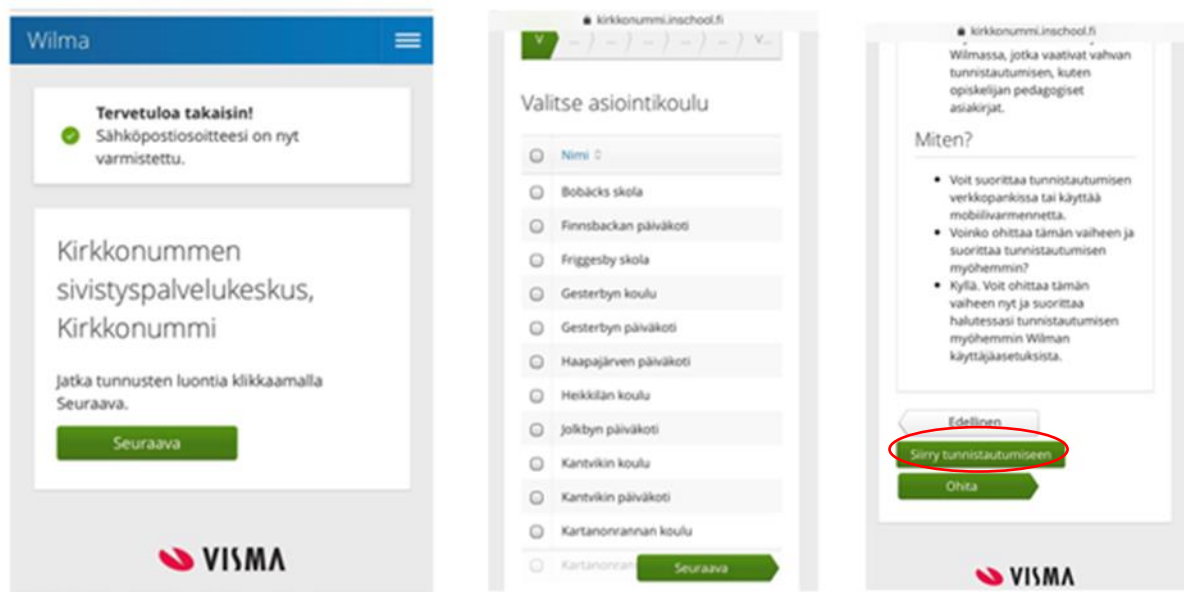 Wilma
Tervetuloa takaisin!
Sähköpostiosoitteesi on nyt
varmistettu.
Kirkkonummen
sivistyspalvelukeskus,
Kirkkonummi
Jatka tunnusten luontia klikkaamalla
Seuraava.
Seuraava
VISMA
kirkkonummi.inschool.fi
V ... ... ... ... ... V...
Valitse asiointikoulu
Nimi
Bobäcks skola
Finnsbackan päiväkoti
Friggesby skola
Gesterbyn koulu
Gesterbyn päiväkoti
Haapajärven päiväkoti
Heikkilän koulu
Jolkbyn päiväkoti
Kantvikin koulu
Kantvikin päiväkoti
Kartanonrannan koulu
Seuraava
kirkkonummi.inschool.fi
Wilmassa, jotka vaativat vahvan
tunnistautumisen, kuten
opiskelijan pedagogiset
asiakirjat.
Miten?
Voit suorittaa tunnistautumisen
verkkopankissa tai käyttää
mobiilivarmennetta.
Voinko ohittaa tämän vaiheen ja
suorittaa tunnistautumisen
myöhemmin?
Kyllä. Voit ohittaa tämän
vaiheen nyt ja suorittaa
halutessasi tunnistautumisen
myöhemmin Wilman
käyttäjäasetuksista.
Edellinen
Siirry tunnistautumiseen
Ohita
VISMA